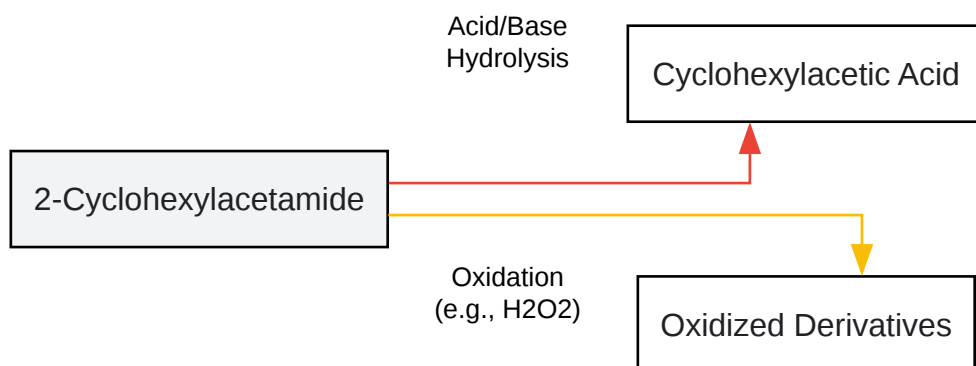 Acid/Base
Hydrolysis
Cyclohexylacetic Acid
2-Cyclohexylacetamide
Oxidation
(e.g., H2O2)
Oxidized Derivatives